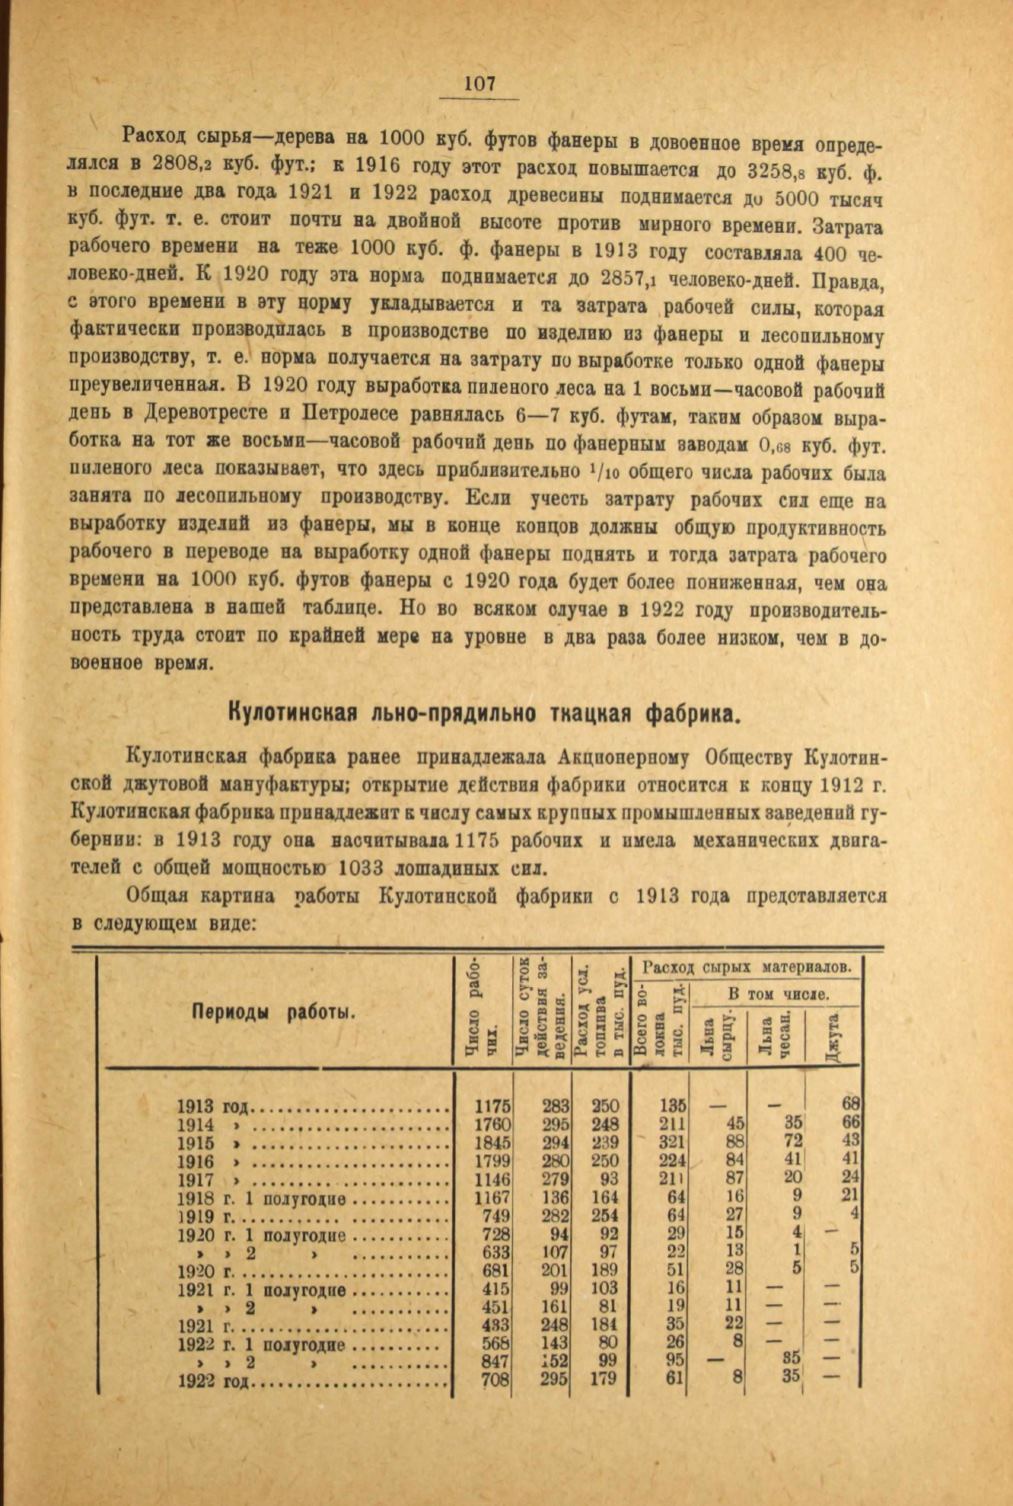 107
Расход сырья—дерева на 1000 куб. футов фанеры в довоенное время опреде-
лялся в 2808,2 куб. фут.; к 1916 году этот расход повышается до 3258,8 куб. ф.
в последние два года 1921 и 1922 расход древесины поднимается до 5000 тысяч
куб. фут. т. е. стоит почти на двойной высоте против мирного времени. Затрата
рабочего времени на теже 1000 куб. ф. фанеры в 1913 году составляла 400 че-
ловеко-дней. К 1920 году эта норма поднимается до 2857,1 человеко-дней. Правда,
с этого времени в эту норму укладывается и та затрата рабочей силы, которая
фактически производилась в производстве по изделию из фанеры и лесопильному
производству, т. е. норма получается на затрату по выработке только одной фанеры
преувеличенная. В 1920 году выработка пиленого леса на 1 восьми—часовой рабочий
день в Деревотресте и Петролесе равнялась 6—7 куб. футам, таким образом выра-
ботка на тот же восьми—часовой рабочий день по фанерным заводам 0,68 куб. фут.
пиленого леса показывает, что здесь приблизительно 1/10 общего числа рабочих была
занята по лесопильному производству. Если учесть затрату рабочих сил еще на
выработку изделий из фанеры, мы в конце концов должны общую продуктивность
рабочего в переводе на выработку одной фанеры поднять и тогда затрата рабочего
времени на 1000 куб. футов фанеры с 1920 года будет более пониженная, чем она
представлена в нашей таблице. Но во всяком случае в 1922 году производитель-
ность труда стоит по крайней мере на уровне в два раза более низком, чем в до-
военное время.
Кулотинская льно-прядильно ткацкая фабрика.
Кулотинская фабрика ранее принадлежала Акционерному Обществу Кулотин-
ской джутовой мануфактуры; открытие действия фабрики относится к концу 1912 г.
Кулотинская фабрика принадлежит к числу самых крупных промышленных заведений гу-
бернии: в 1913 году она насчитывала 1175 рабочих и имела механических двига-
телей с общей мощностью 1033 лошадиных сил.
Общая картина работы Кулотинской фабрики с 1913 года представляется
в следующем виде:
Периоды работы.
Число рабо-
чих.
Число суток
действия за-
ведения.
Расход усл.
топлива
в тыс. пуд.
Расход сырых материалов.
Всего во-
локна
тыс. пуд.
В том числе.
Льна
сырцу.
Льна
чесан.
Джута
1913 год........................ 1175 283 250 135 — — 68
1914 » ........................ 1760 295 248 211 45 35 66
1915 » ........................ 1845 294 239 321 88 72 43
1916 » ........................ 1799 280 250 224 84 41 41
1917 » ........................ 1146 279 93 211 87 20 24
1918 г. 1 полугодие ........... 1167 136 164 64 16 9 21
1919 г......................... 749 282 254 64 27 9 4
1920 г. 1 полугодие ........... 728 94 92 29 15 4 —
» » 2 » ........... 633 107 97 22 13 1 5
1920 г......................... 681 201 189 51 28 5 5
1921 г. 1 полугодие ........... 415 99 103 16 11 — —
» » 2 » ........... 451 161 81 19 11 — —
1921 г......................... 433 248 184 35 22 — —
1922 г. 1 полугодие .......... 568 143 80 26 8 — —
» » 2 » ........... 847 152 99 95 — 35 —
1922 год........................ 708 295 179 61 8 35 —